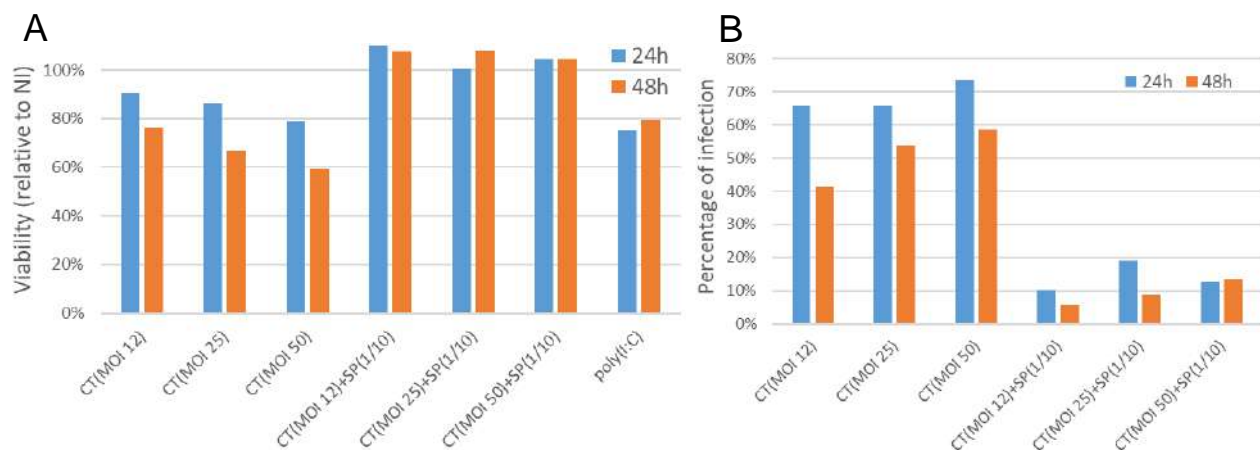 A
Viability (relative to NI)
100%
80%
60%
40%
20%
0%
24h
48h
CT(MOI 12)
CT(MOI 25)
CT(MOI 50)
CT(MOI 12)+SP(1/10)
CT(MOI 25)+SP(1/10)
CT(MOI 50)+SP(1/10)
poly(I:C)
B
Percentage of infection
80%
70%
60%
50%
40%
30%
20%
10%
0%
24h 48h
CT(MOI 12)
CT(MOI 25)
CT(MOI 50)
CT(MOI 12)+SP(1/10)
CT(MOI 25)+SP(1/10)
CT(MOI 50)+SP(1/10)